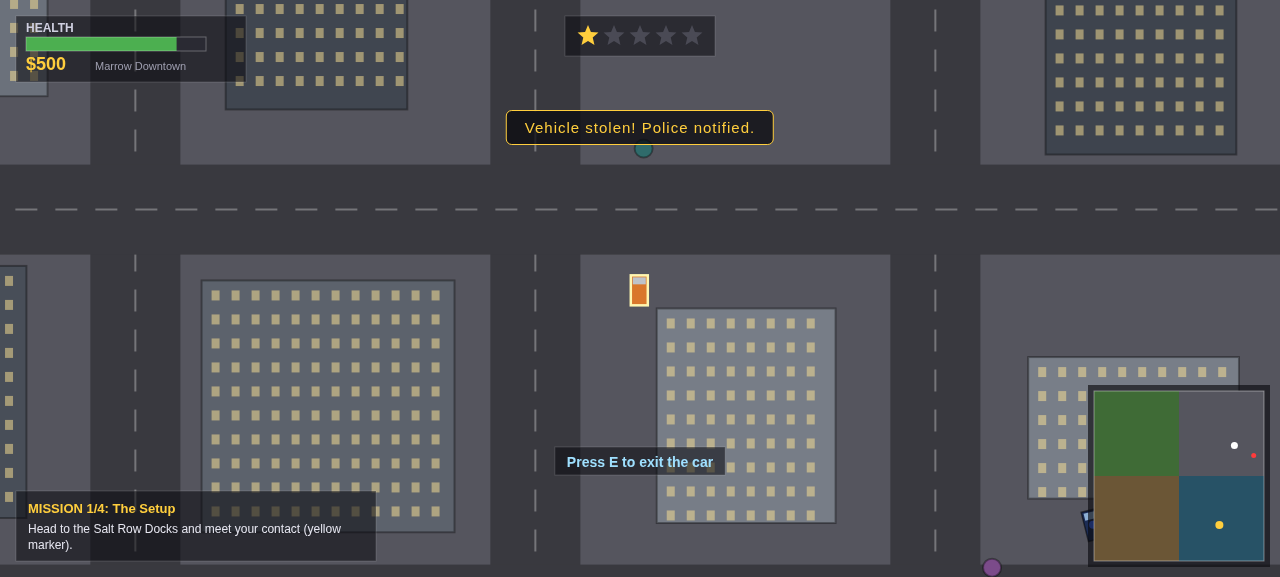 HEALTH
$500 Marrow Downtown
Vehicle stolen! Police notified.
Press E to exit the car
MISSION 1/4: The Setup
Head to the Salt Row Docks and meet your contact (yellow
marker).